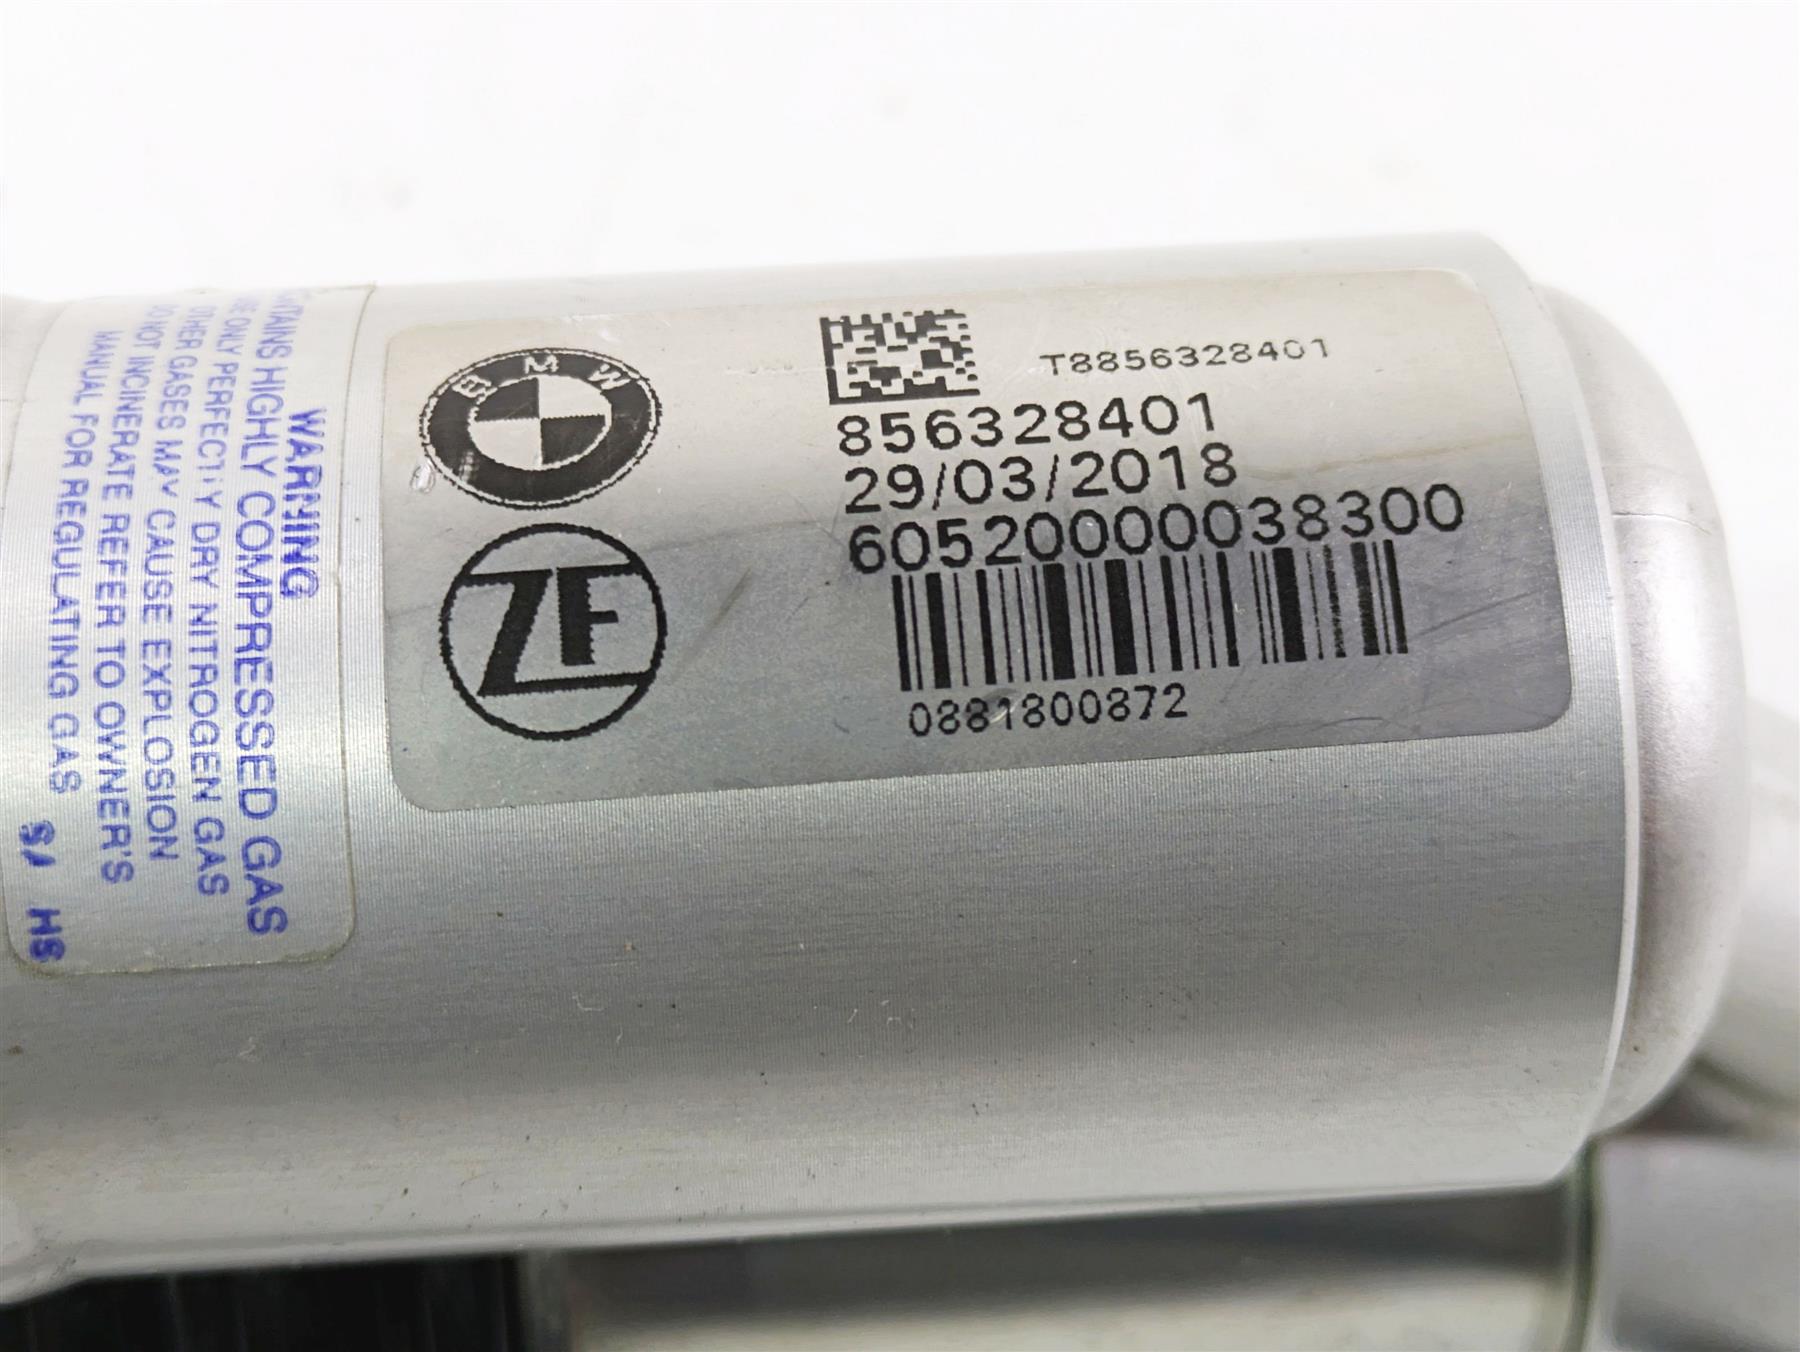 WARNING
CONTAINS HIGHLY COMPRESSED GAS
USE ONLY PERFECTLY DRY NITROGEN GAS
OTHER GASES MAY CAUSE EXPLOSION
DO NOT INCINERATE REFER TO OWNER'S
MANUAL FOR REGULATING GAS
BMW
ZF
T8856328401
856328401
29/03/2018
60520000038300
0881800872